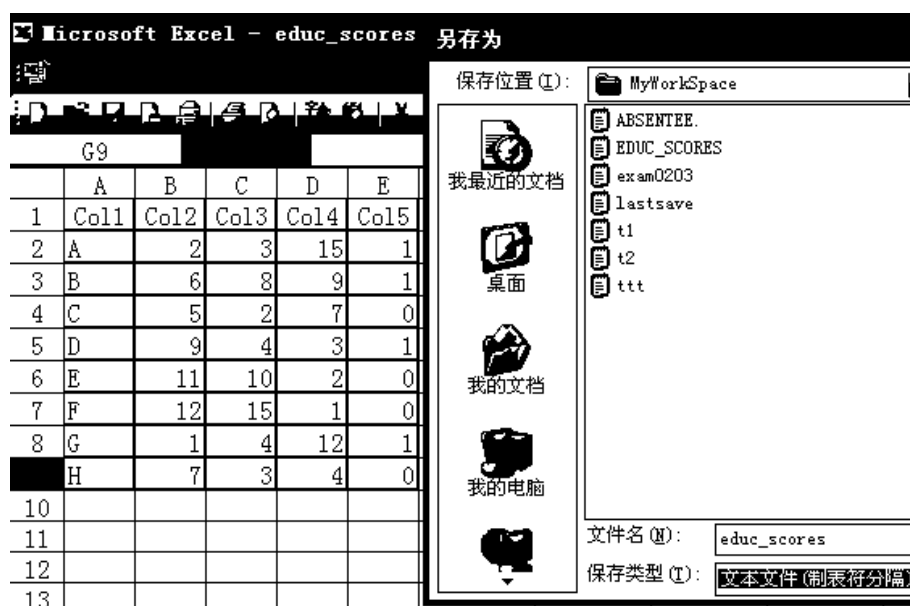 Microsoft Excel - educ_scores
G9
A B C D E
1 Col1 Col2 Col3 Col4 Col5
2 A 2 3 15 1
3 B 6 8 9 1
4 C 5 2 7 0
5 D 9 4 3 1
6 E 11 10 2 0
7 F 12 15 1 0
8 G 1 4 12 1
H 7 3 4 0
10
11
12
13
另存为
保存位置(I):
MyWorkSpace
我最近的文档
桌面
我的文档
我的电脑
ABSENTEE.
EDUC_SCORES
exam0203
lastsave
t1
t2
ttt
文件名(N):
educ_scores
保存类型(T):
文本文件(制表符分隔)